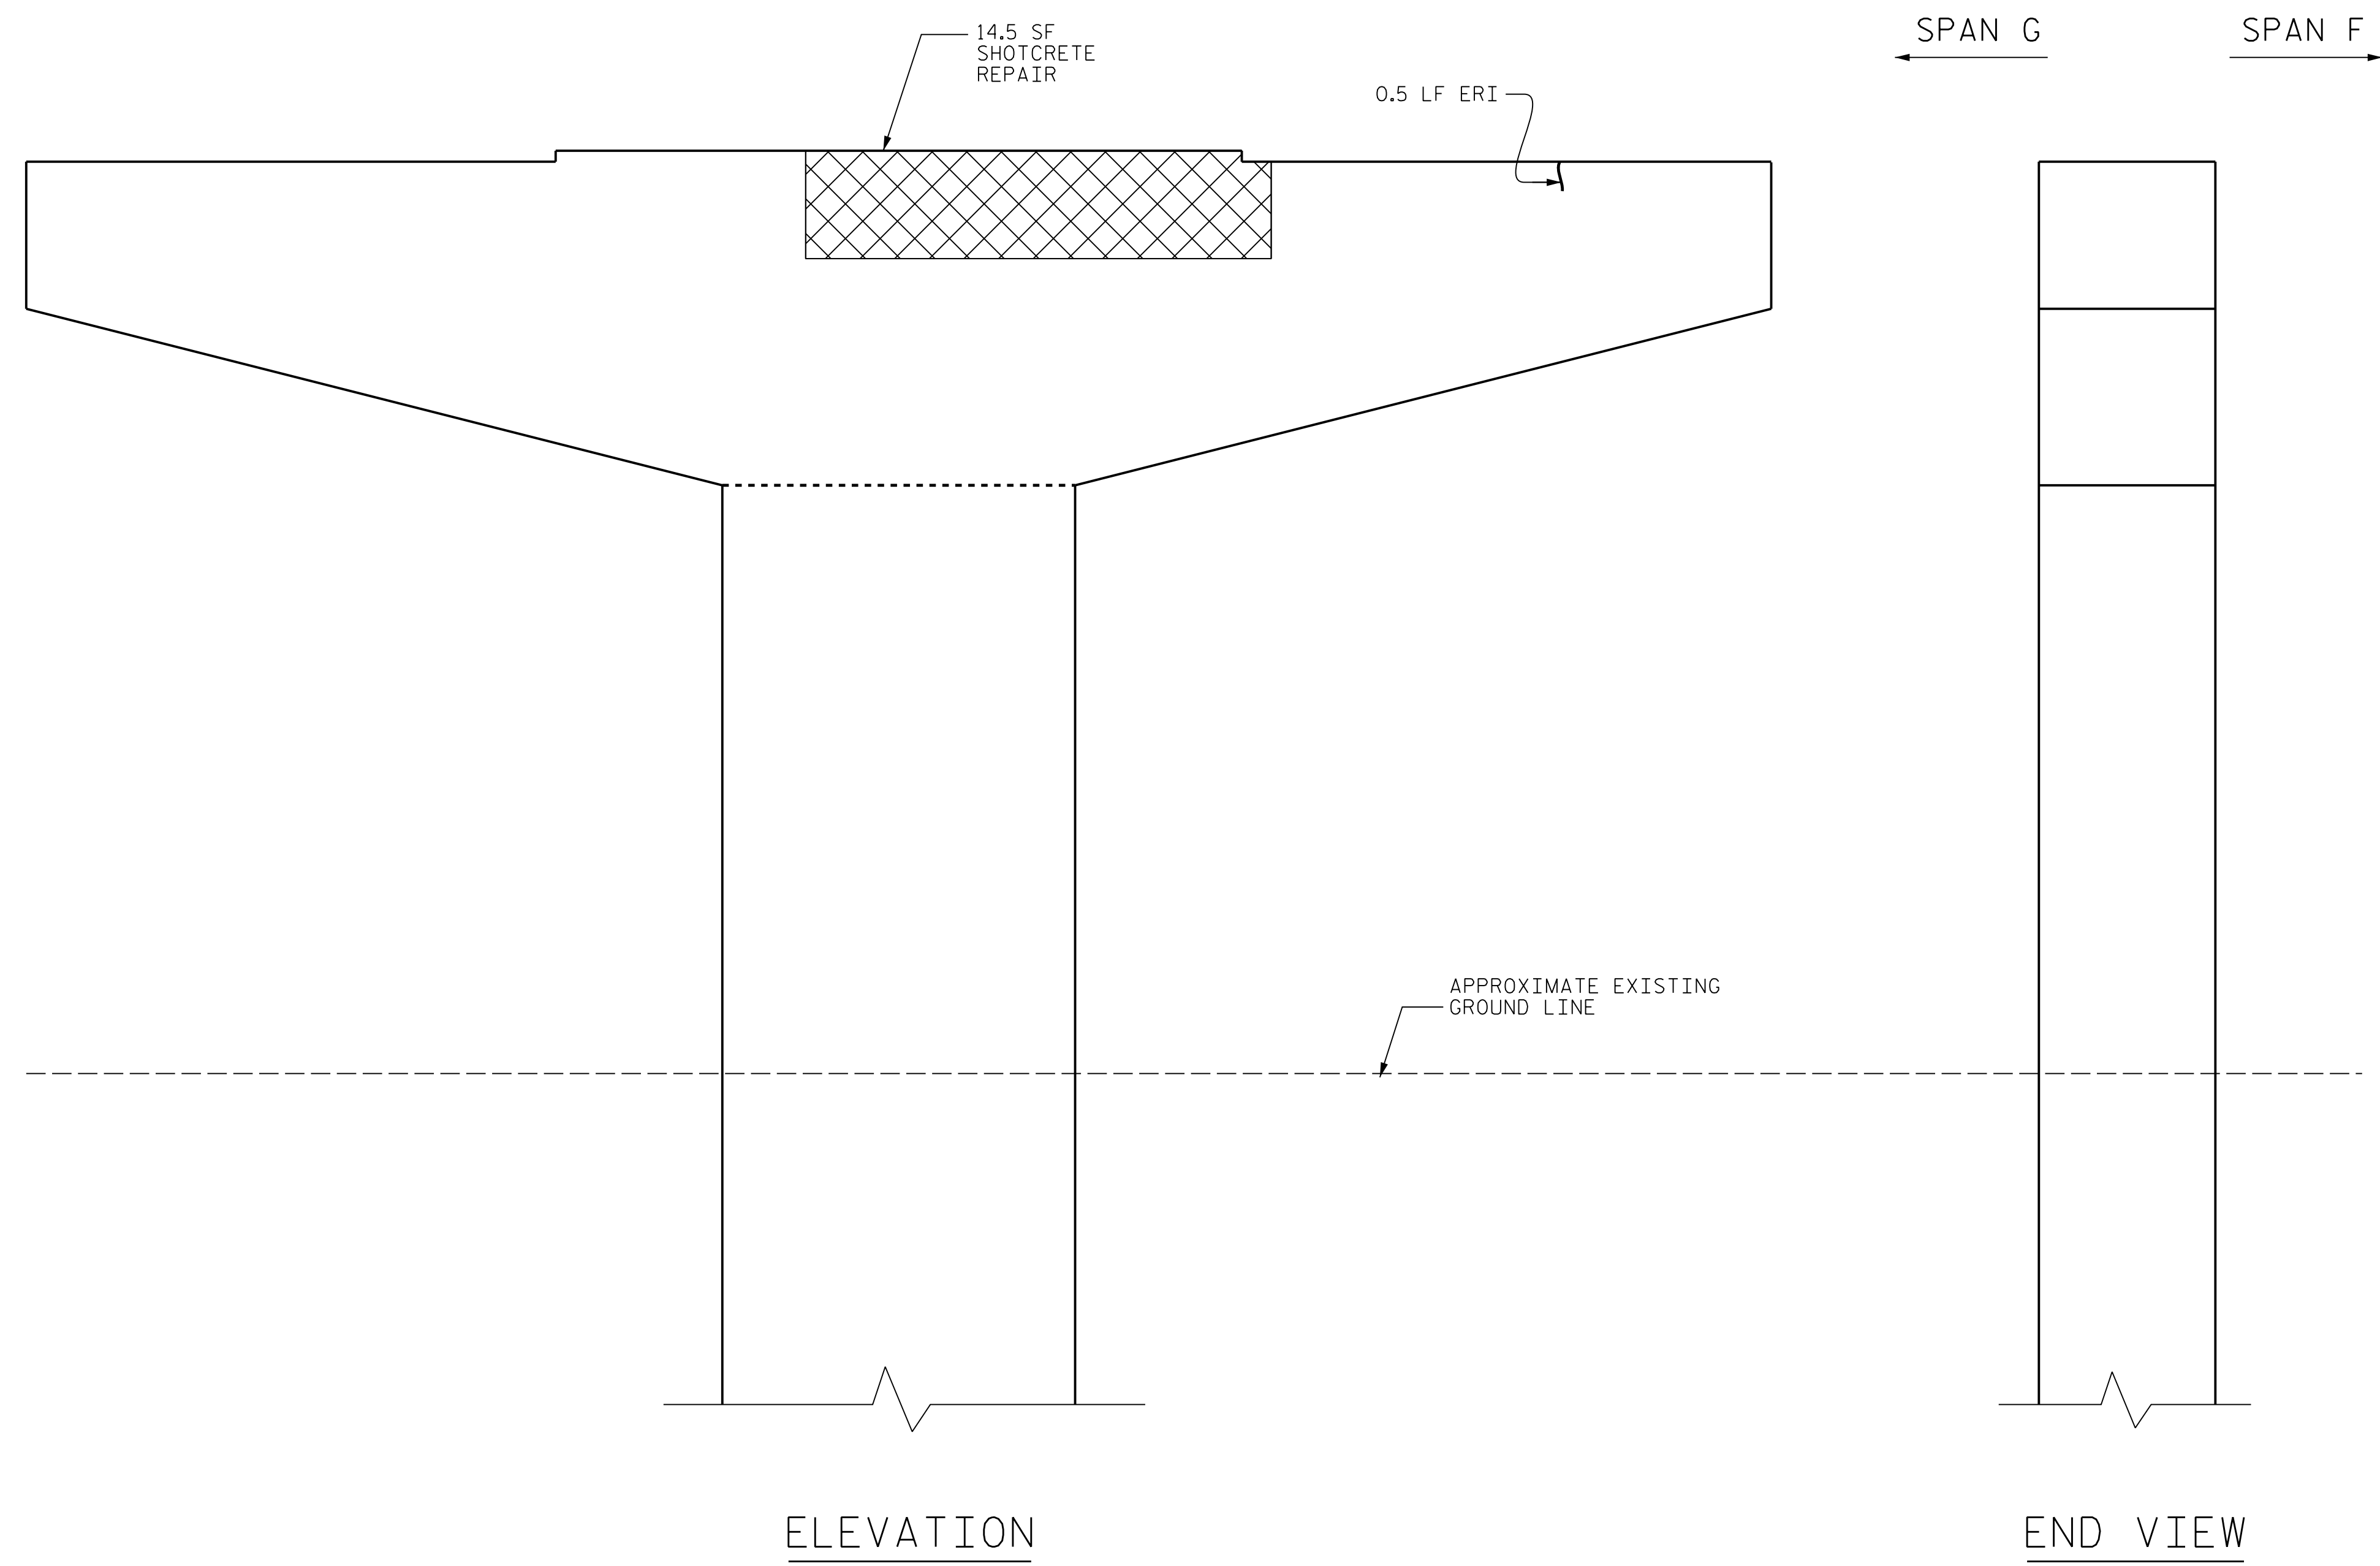 14.5 SF
SHOTCRETE
REPAIR
0.5 LF ERI
SPAN G
SPAN F
APPROXIMATE EXISTING
GROUND LINE
ELEVATION
END VIEW